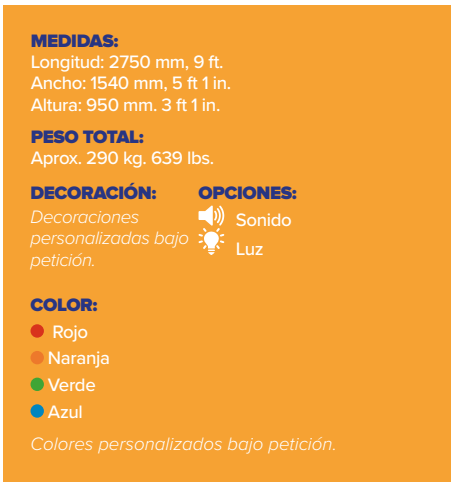 MEDIDAS:
Longitud: 2750 mm, 9 ft.
Ancho: 1540 mm, 5 ft 1 in.
Altura: 950 mm. 3 ft 1 in.
PESO TOTAL:
Aprox. 290 kg. 639 lbs.
DECORACIÓN:
Decoraciones
personalizadas bajo
petición.
OPCIONES:
Sonido
Luz
COLOR:
Rojo
Naranja
Verde
Azul
Colores personalizados bajo petición.